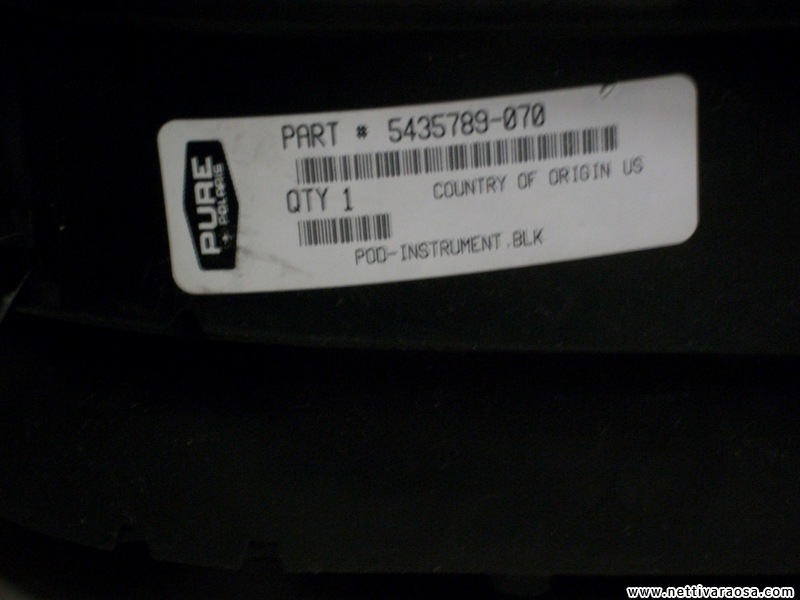 PURE
POLARIS
PART # 5435789-070
QTY 1
COUNTRY OF ORIGIN US
POD-INSTRUMENT,BLK
www.nettivaraosa.com